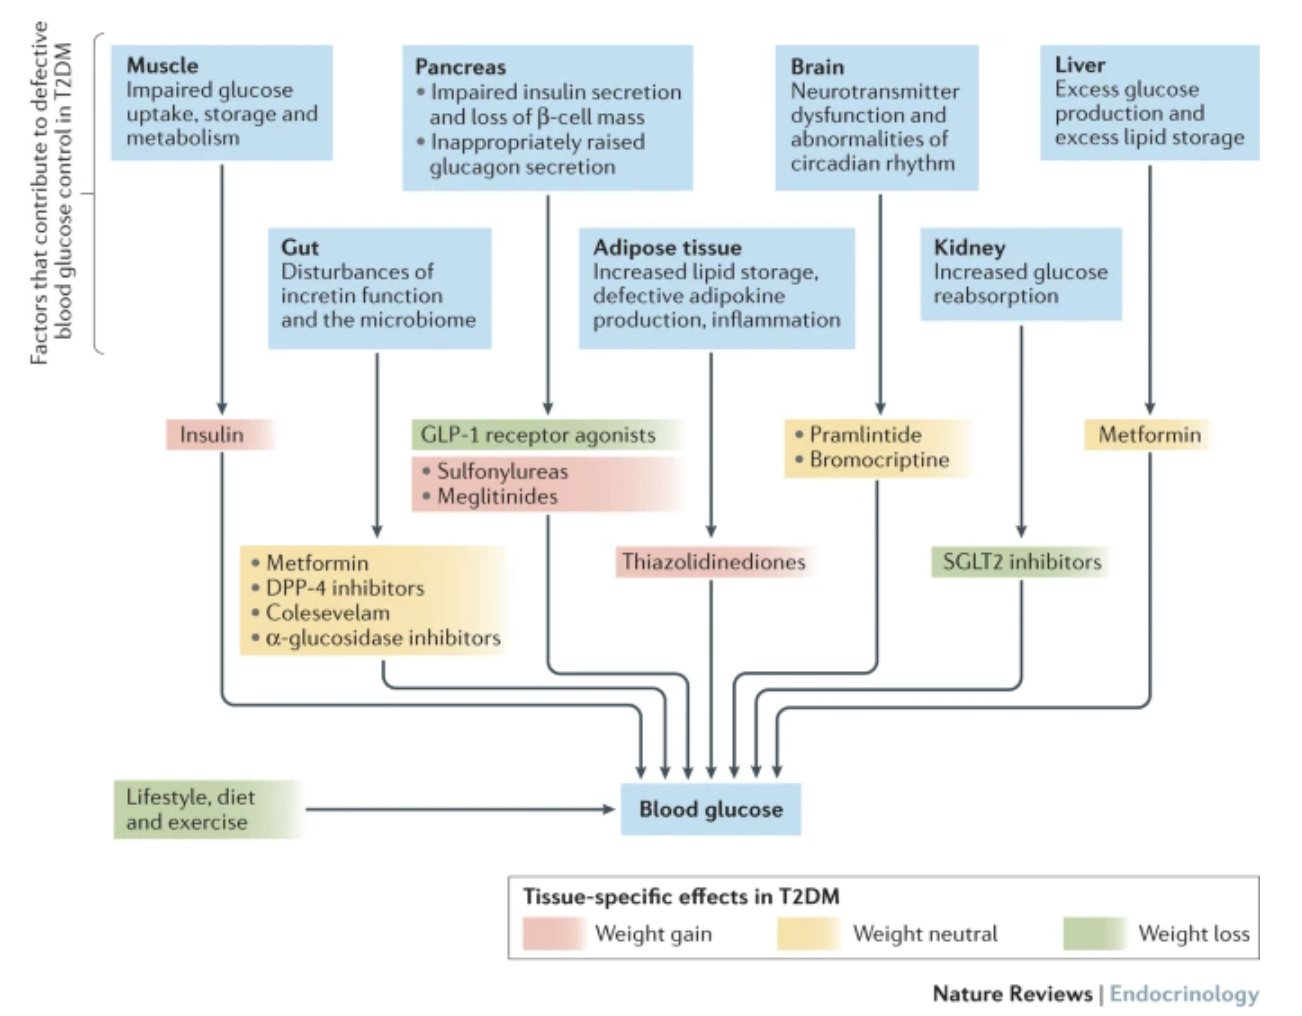 Factors that contribute to defective
blood glucose control in T2DM
Muscle
Impaired glucose
uptake, storage and
metabolism
Pancreas
• Impaired insulin secretion
and loss of β-cell mass
• Inappropriately raised
glucagon secretion
Brain
Neurotransmitter
dysfunction and
abnormalities of
circadian rhythm
Liver
Excess glucose
production and
excess lipid storage
Gut
Disturbances of
incretin function
and the microbiome
Adipose tissue
Increased lipid storage,
defective adipokine
production, inflammation
Kidney
Increased glucose
reabsorption
Insulin
GLP-1 receptor agonists
• Sulfonylureas
• Meglitinides
• Pramlintide
• Bromocriptine
Metformin
• Metformin
• DPP-4 inhibitors
• Colesevelam
• α-glucosidase inhibitors
Thiazolidinediones
SGLT2 inhibitors
Lifestyle, diet
and exercise
Blood glucose
Tissue-specific effects in T2DM
Weight gain
Weight neutral
Weight loss
Nature Reviews | Endocrinology